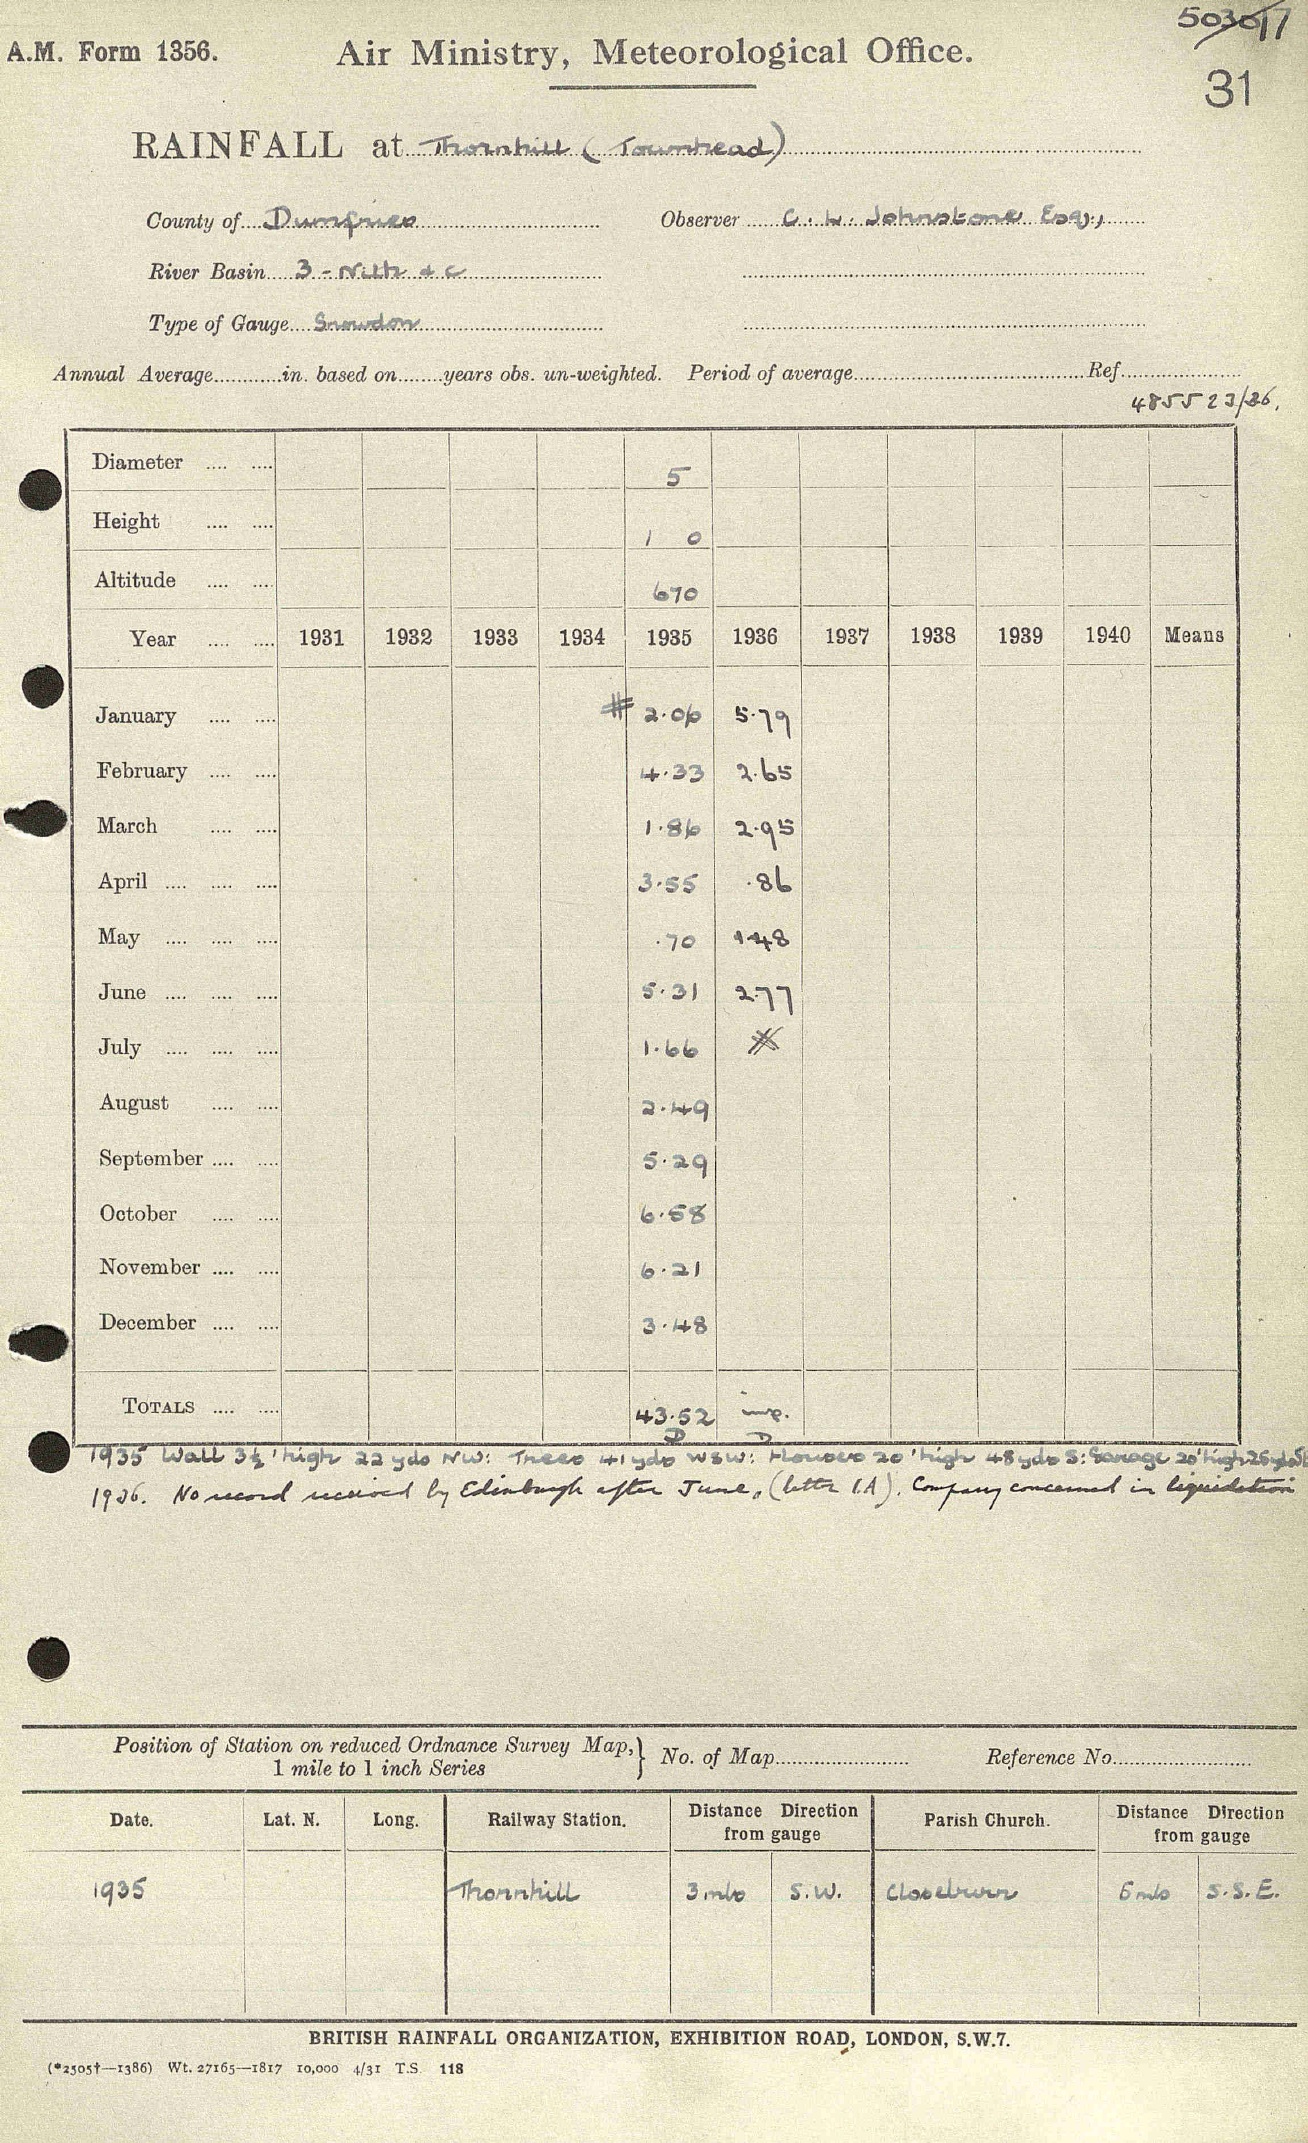 A.M. Form 1356.
Air Ministry, Meteorological Office.
31
RAINFALL at Thornhill (Townhead)
County of Dumfries Observer C. L. Johnstone Esq.,
River Basin 3 - Nith & C
Type of Gauge Snowdon
Annual Average in. based on years obs. un-weighted. Period of average Ref
485523/36.
Diameter 5
Height 1 0
Altitude 670
Year 1931 1932 1933 1934 1935 1936 1937 1938 1939 1940 Means
January # 2.06 5.79
February 4.33 2.65
March 1.86 2.95
April 3.55 .86
May .70 1.48
June 5.31 2.77
July 1.66
August 2.49
September 5.29
October 6.58
November 6.21
December 3.48
TOTALS 43.52 inc.
D D
1935 Wall 3½' high 22 yds NW: Trees 41 yds WSW: Houses 20' high 48 yds S: Garage 20' high 26 yds
1936. No record received by Edinburgh after June, (letter 1A). Company concerned in liquidation
Position of Station on reduced Ordnance Survey Map, 1 mile to 1 inch Series } No. of Map Reference No.
Date. Lat. N. Long. Railway Station. Distance Direction from gauge Parish Church. Distance Direction from gauge
1935 Thornhill 3 mls S.W. Closeburn 5 mls S.S.E.
BRITISH RAINFALL ORGANIZATION, EXHIBITION ROAD, LONDON, S.W.7.
(*2505†—1386) Wt. 27165—1817 10,000 4/31 T.S. 118